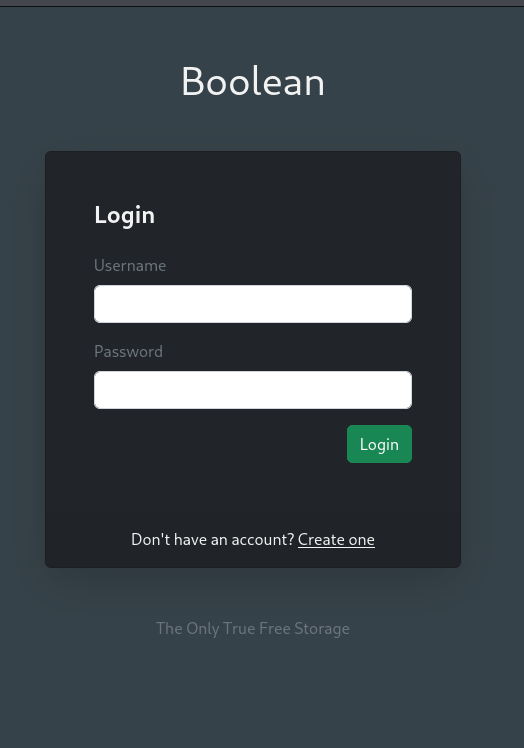 Boolean
Login
Username
Password
Login
Don't have an account? Create one
The Only True Free Storage